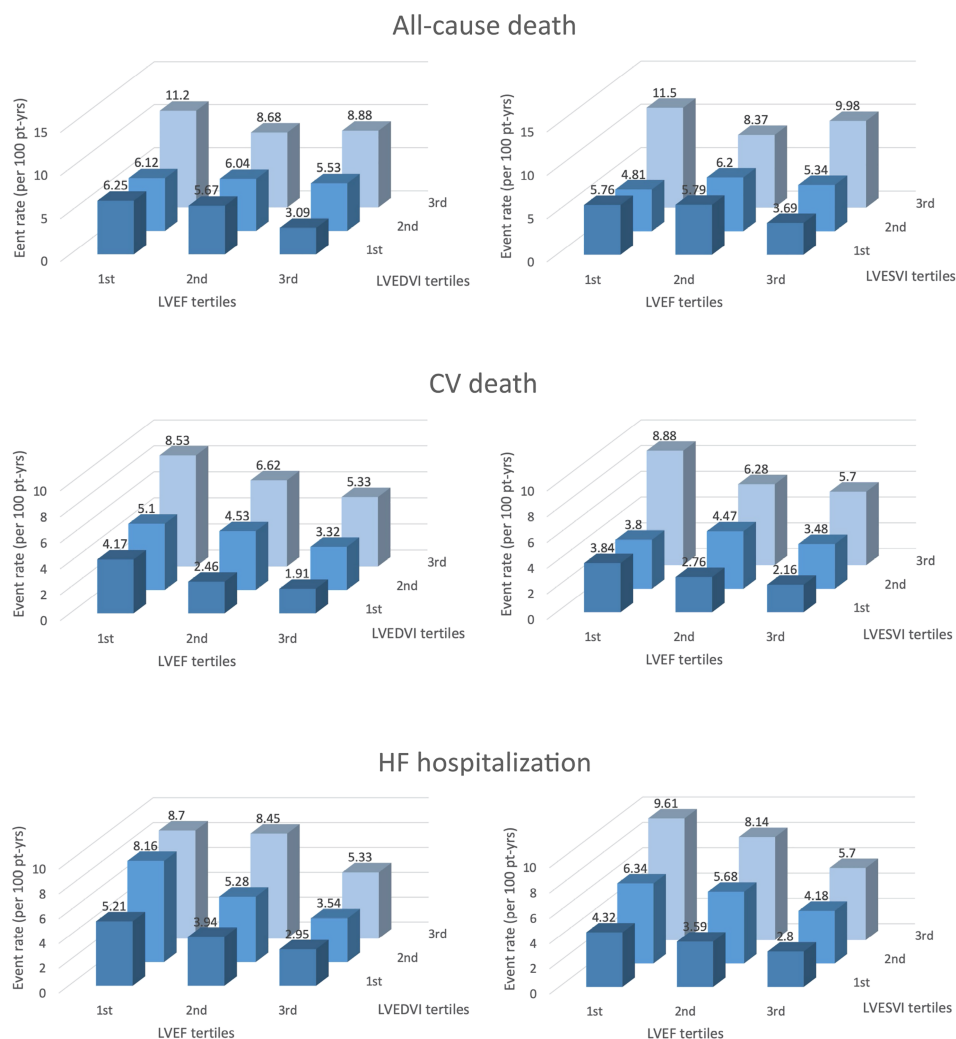 All-cause death
Eent rate (per 100 pt-yrs)
15
10
5
0
11.2
8.68
8.88
6.12
6.04
5.53
6.25
5.67
3.09
3rd
2nd
1st
1st
2nd
3rd
LVEDVI tertiles
LVEF tertiles
Event rate (per 100 pt-yrs)
15
10
5
0
11.5
8.37
9.98
4.81
6.2
5.34
5.76
5.79
3.69
3rd
2nd
1st
1st
2nd
3rd
LVESVI tertiles
LVEF tertiles
CV death
Event rate (per 100 pt-yrs)
10
8
6
4
2
0
8.53
6.62
5.33
5.1
4.53
3.32
4.17
2.46
1.91
3rd
2nd
1st
1st
2nd
3rd
LVEDVI tertiles
LVEF tertiles
Event rate (per 100 pt-yrs)
10
8
6
4
2
0
8.88
6.28
5.7
3.8
4.47
3.48
3.84
2.76
2.16
3rd
2nd
1st
1st
2nd
3rd
LVESVI tertiles
LVEF tertiles
HF hospitalization
Event rate (per 100 pt-yrs)
10
8
6
4
2
0
8.7
8.45
5.33
8.16
5.28
3.54
5.21
3.94
2.95
3rd
2nd
1st
1st
2nd
3rd
LVEDVI tertiles
LVEF tertiles
Event rate (per 100 pt-yrs)
10
8
6
4
2
0
9.61
8.14
5.7
6.34
5.68
4.18
4.32
3.59
2.8
3rd
2nd
1st
1st
2nd
3rd
LVESVI tertiles
LVEF tertiles